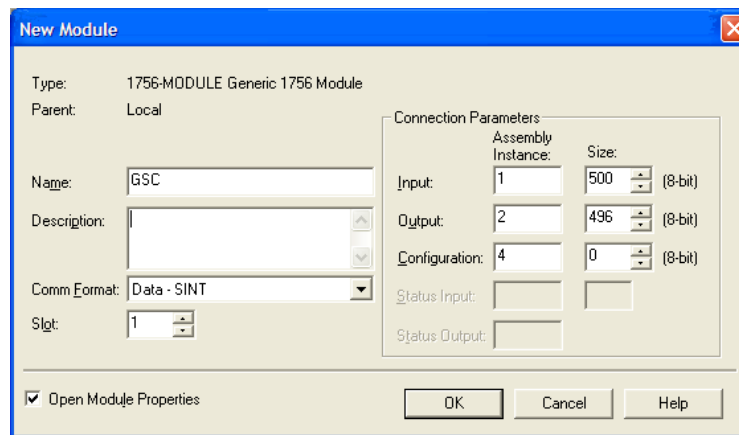 New Module
Type: 1756-MODULE Generic 1756 Module
Parent: Local
Connection Parameters
Assembly Instance: Size:
Name: GSC
Input: 1 500 (8-bit)
Description:
Output: 2 496 (8-bit)
Configuration: 4 0 (8-bit)
Comm Format: Data - SINT
Status Input:
Slot: 1
Status Output:
Open Module Properties
OK Cancel Help